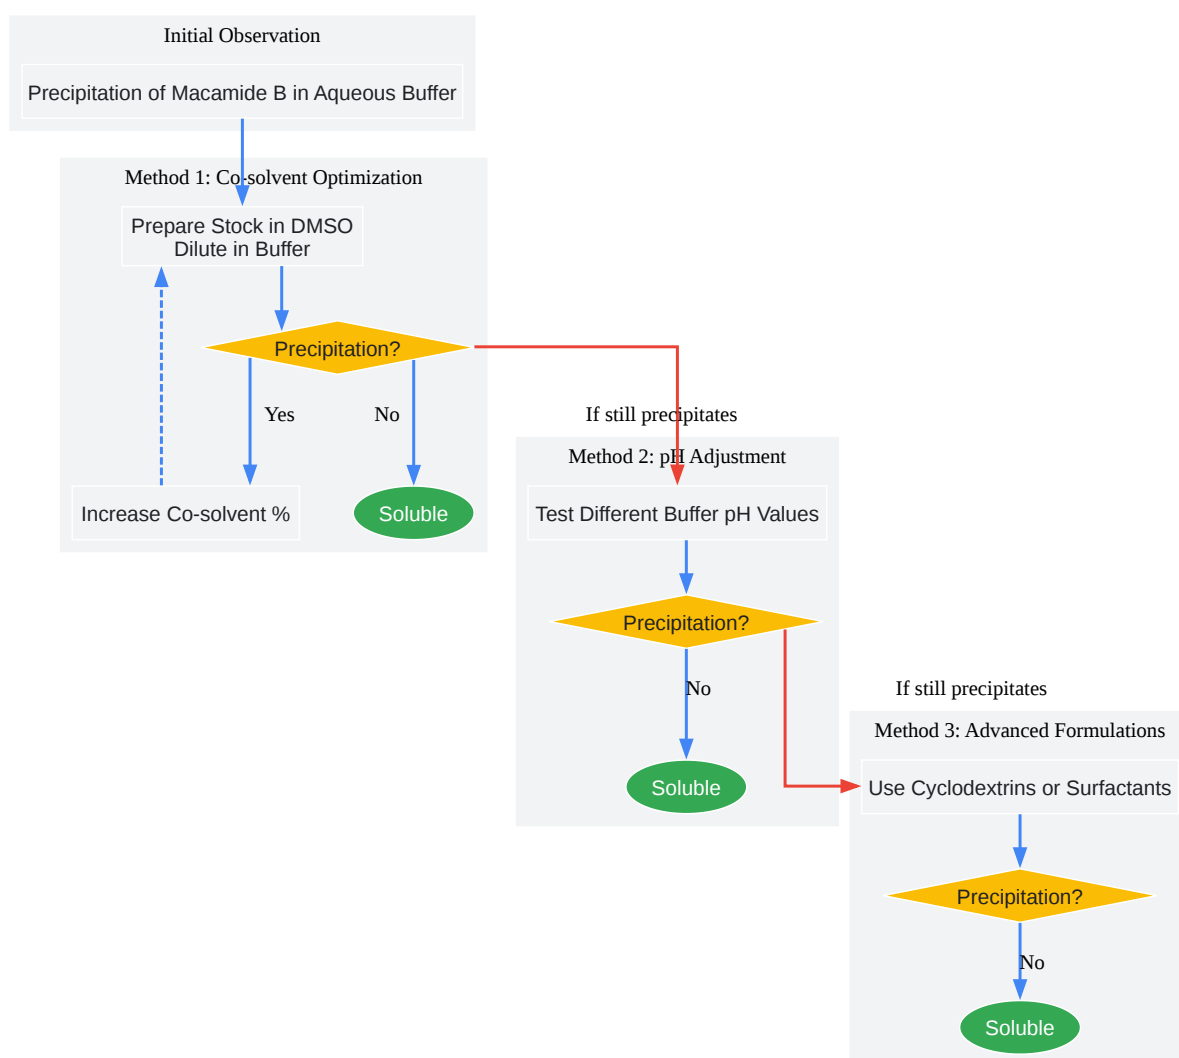 Initial Observation
Precipitation of Macamide B in Aqueous Buffer
Method 1: Co-solvent Optimization
Prepare Stock in DMSO
Dilute in Buffer
Precipitation?
Yes
No
Increase Co-solvent %
Soluble
If still precipitates
Method 2: pH Adjustment
Test Different Buffer pH Values
Precipitation?
No
Soluble
If still precipitates
Method 3: Advanced Formulations
Use Cyclodextrins or Surfactants
Precipitation?
No
Soluble